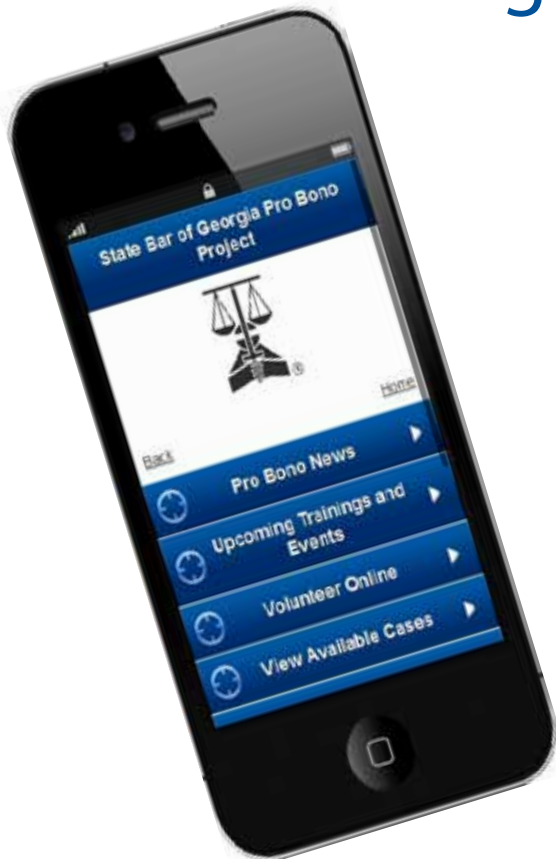 State Bar of Georgia Pro Bono
Project
®
Back
Home
Pro Bono News
Upcoming Trainings and
Events
Volunteer Online
View Available Cases